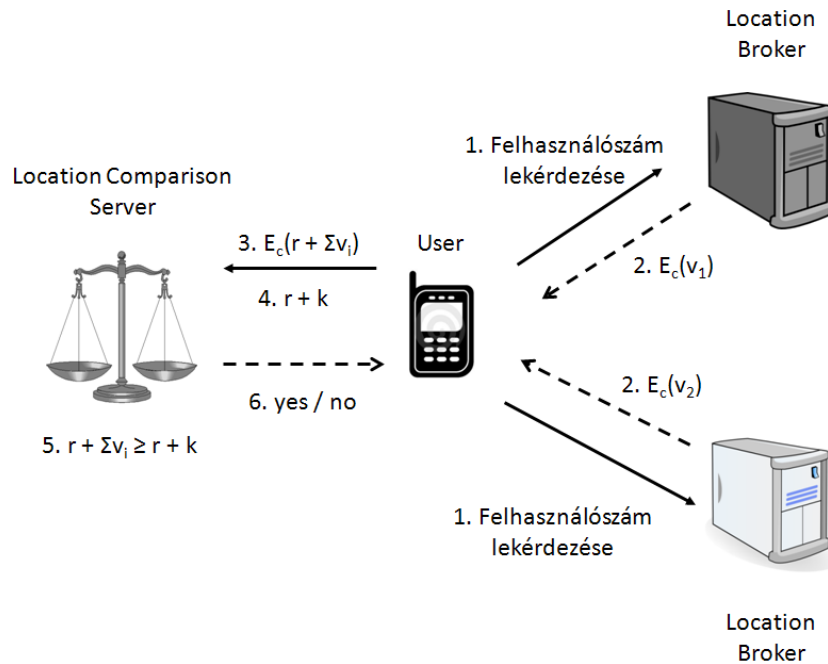 Location
Broker
1. Felhasználószám
lekérdezése
Location Comparison
Server
3. E_c(r + Σv_i)
User
2. E_c(v_1)
4. r + k
6. yes / no
2. E_c(v_2)
5. r + Σv_i ≥ r + k
1. Felhasználószám
lekérdezése
Location
Broker